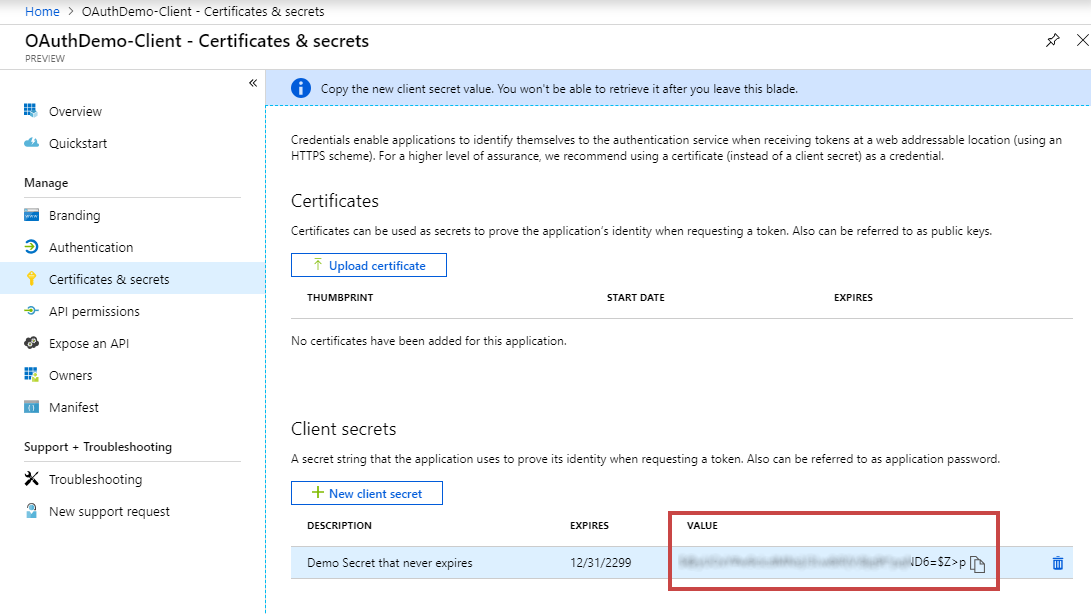 Home > OAuthDemo-Client - Certificates & secrets
OAuthDemo-Client - Certificates & secrets
PREVIEW
«
Overview
Quickstart
Manage
Branding
Authentication
Certificates & secrets
API permissions
Expose an API
Owners
Manifest
Support + Troubleshooting
Troubleshooting
New support request
Copy the new client secret value. You won't be able to retrieve it after you leave this blade.
Credentials enable applications to identify themselves to the authentication service when receiving tokens at a web addressable location (using an
HTTPS scheme). For a higher level of assurance, we recommend using a certificate (instead of a client secret) as a credential.
Certificates
Certificates can be used as secrets to prove the application's identity when requesting a token. Also can be referred to as public keys.
Upload certificate
THUMBPRINT START DATE EXPIRES
No certificates have been added for this application.
Client secrets
A secret string that the application uses to prove its identity when requesting a token. Also can be referred to as application password.
New client secret
DESCRIPTION EXPIRES VALUE
Demo Secret that never expires 12/31/2299 D6=$Z>p